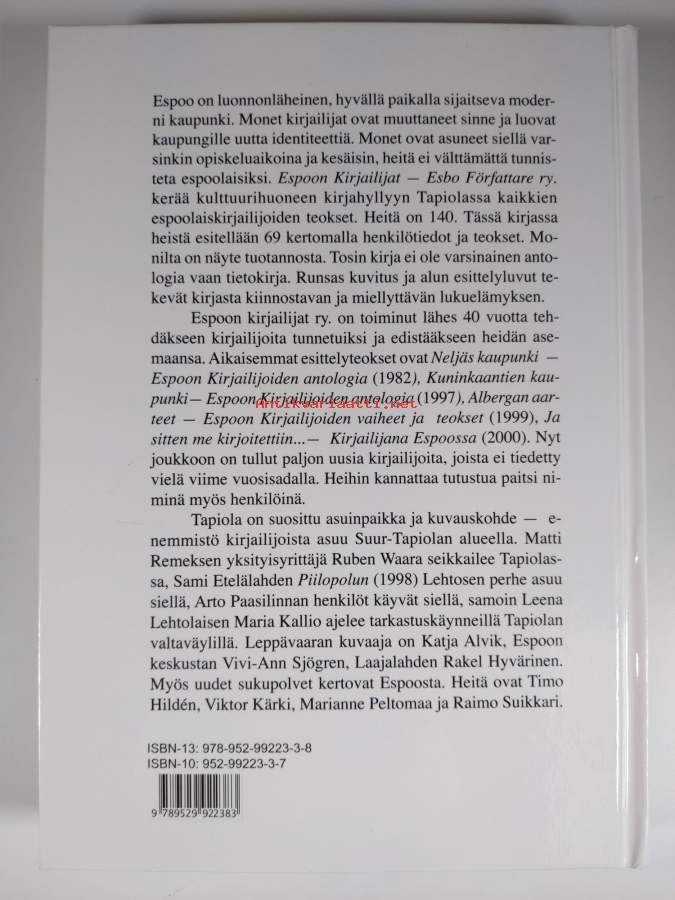 Espoo on luonnonläheinen, hyvällä paikalla sijaitseva moder-
ni kaupunki. Monet kirjailijat ovat muuttaneet sinne ja luovat
kaupungille uutta identiteettiä. Monet ovat asuneet siellä var-
sinkin opiskeluaikoina ja kesäisin, heitä ei välttämättä tunnis-
teta espoolaisiksi. Espoon Kirjailijat — Esbo Författare ry.
kerää kulttuurihuoneen kirjahyllyyn Tapiolassa kaikkien
espoolaiskirjailijoiden teokset. Heitä on 140. Tässä kirjassa
heistä esitellään 69 kertomalla henkilötiedot ja teokset. Mo-
nilta on näyte tuotannosta. Tosin kirja ei ole varsinainen anto-
logia vaan tietokirja. Runsas kuvitus ja alun esittelyluvut te-
kevät kirjasta kiinnostavan ja miellyttävän lukuelämyksen.
Espoon kirjailijat ry. on toiminut lähes 40 vuotta teh-
däkseen kirjailijoita tunnetuiksi ja edistääkseen heidän ase-
maansa. Aikaisemmat esittelyteokset ovat Neljäs kaupunki —
Espoon Kirjailijoiden antologia (1982), Kuninkaantien kau-
punki— Espoon Kirjailijoiden antologia (1997), Albergan aar-
Antikvariaatti.net
teet — Espoon Kirjailijoiden vaiheet ja teokset (1999), Ja
sitten me kirjoitettiin...— Kirjailijana Espoossa (2000). Nyt
joukkoon on tullut paljon uusia kirjailijoita, joista ei tiedetty
vielä viime vuosisadalla. Heihin kannattaa tutustua paitsi ni-
minä myös henkilöinä.
Tapiola on suosittu asuinpaikka ja kuvauskohde — e-
nemmistö kirjailijoista asuu Suur-Tapiolan alueella. Matti
Remeksen yksityisyrittäjä Ruben Waara seikkailee Tapiolas-
sa, Sami Etelälahden Piilopolun (1998) Lehtosen perhe asuu
siellä, Arto Paasilinnan henkilöt käyvät siellä, samoin Leena
Lehtolaisen Maria Kallio ajelee tarkastuskäynneillä Tapiolan
valtaväylillä. Leppävaaran kuvaaja on Katja Alvik, Espoon
keskustan Vivi-Ann Sjögren, Laajalahden Rakel Hyvärinen.
Myös uudet sukupolvet kertovat Espoosta. Heitä ovat Timo
Hildén, Viktor Kärki, Marianne Peltomaa ja Raimo Suikkari.
ISBN-13: 978-952-99223-3-8
ISBN-10: 952-99223-3-7
9 789529 922383